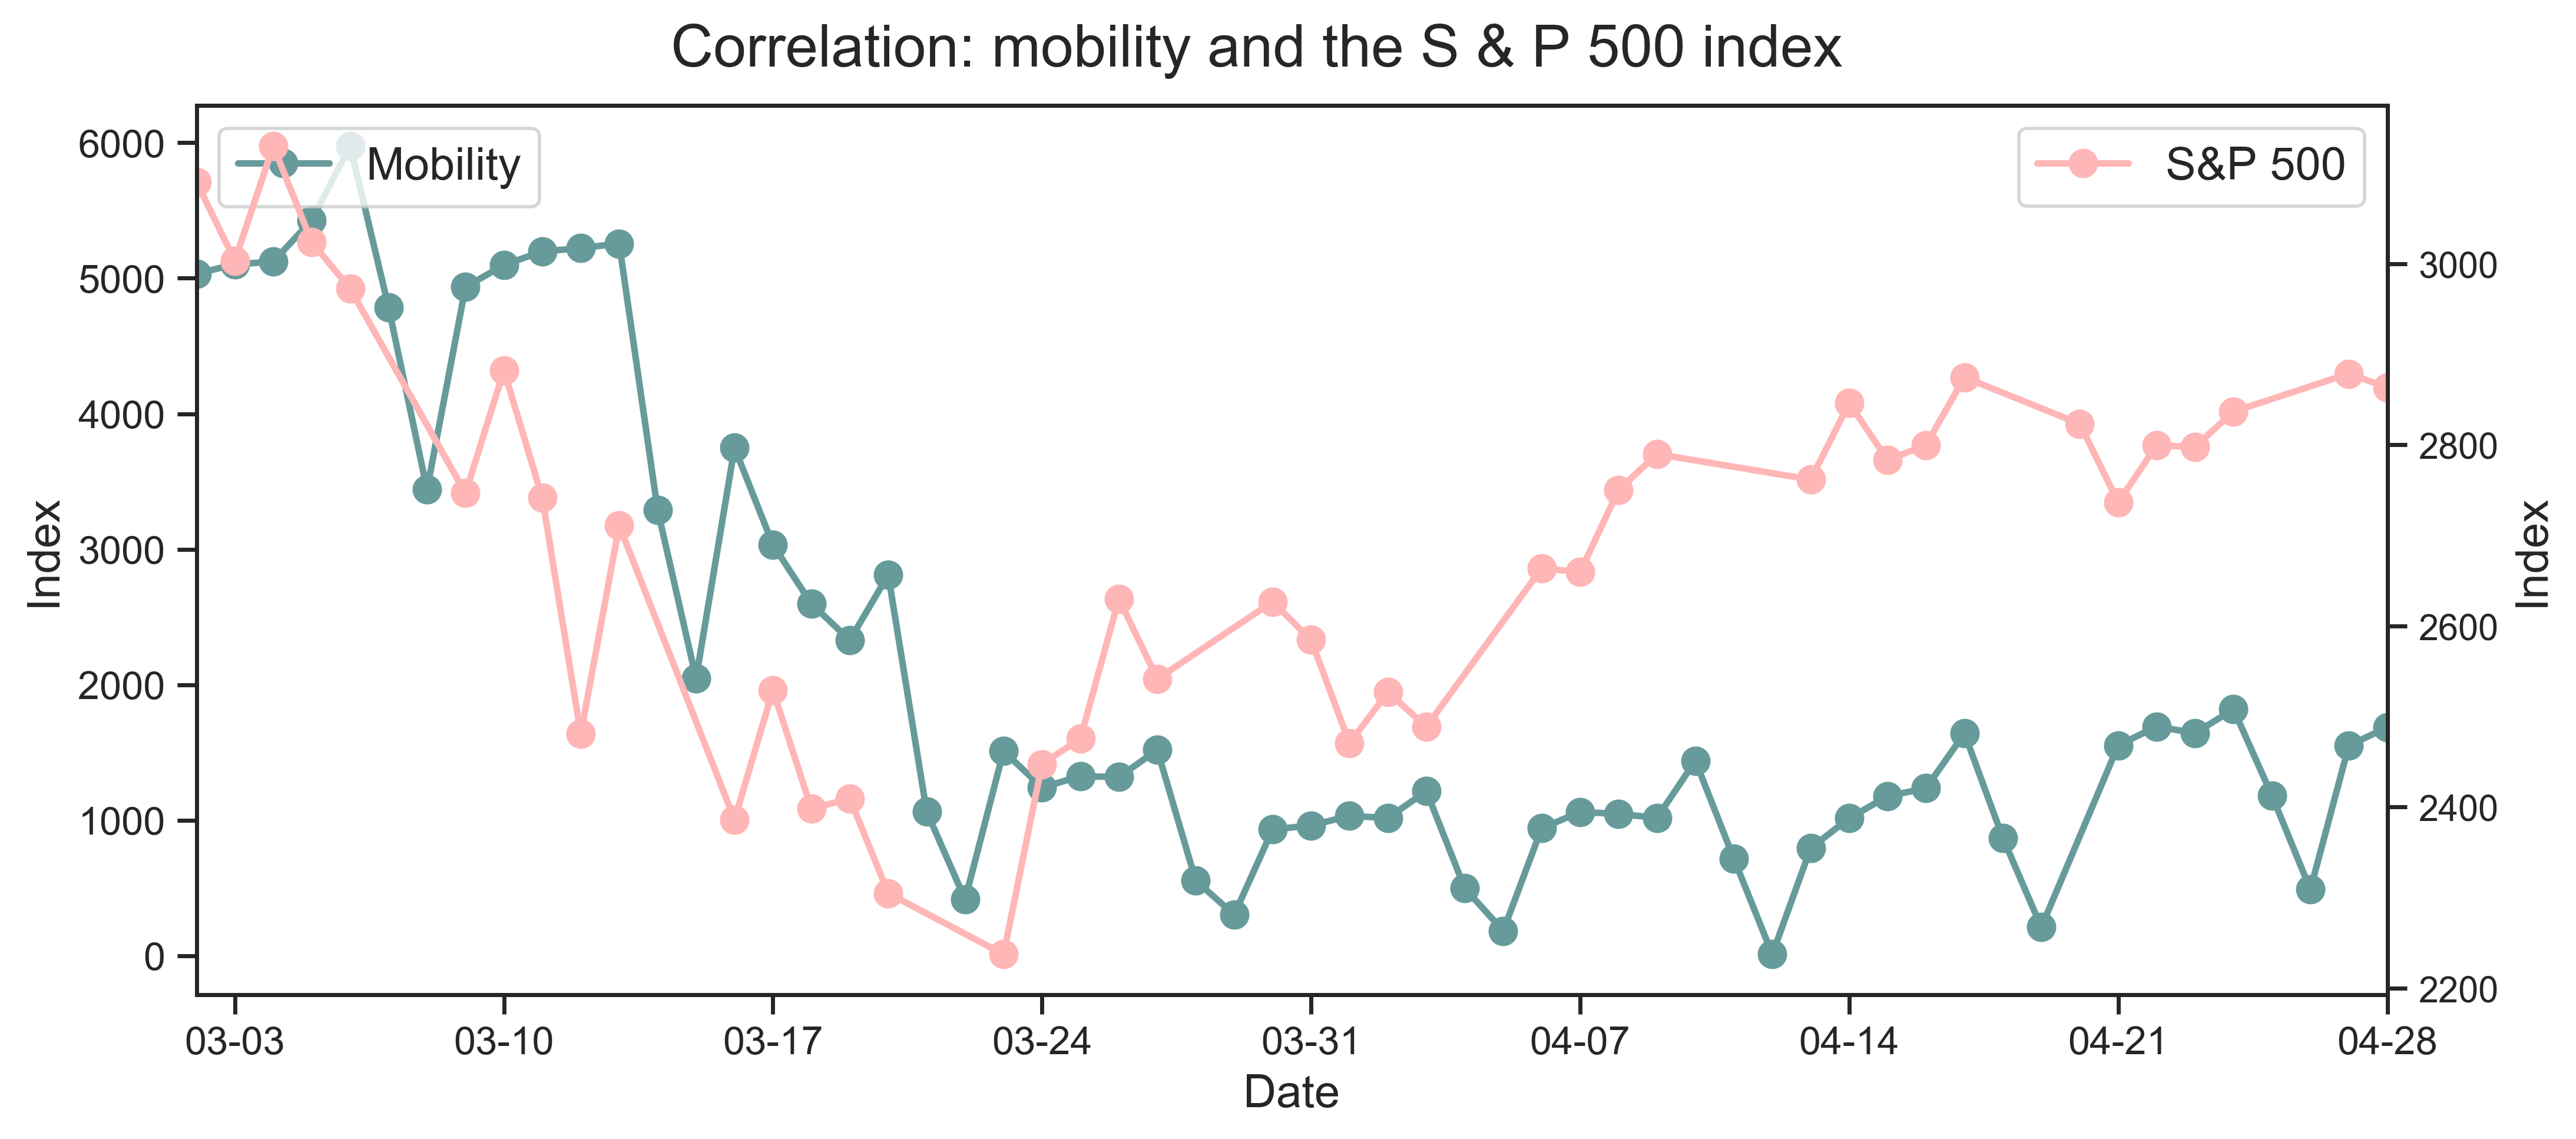 Correlation: mobility and the S & P 500 index
Mobility
S&P 500
6000
5000
4000
3000
2000
1000
0
Index
3000
2800
2600
2400
2200
Index
03-03 03-10 03-17 03-24 03-31 04-07 04-14 04-21 04-28
Date